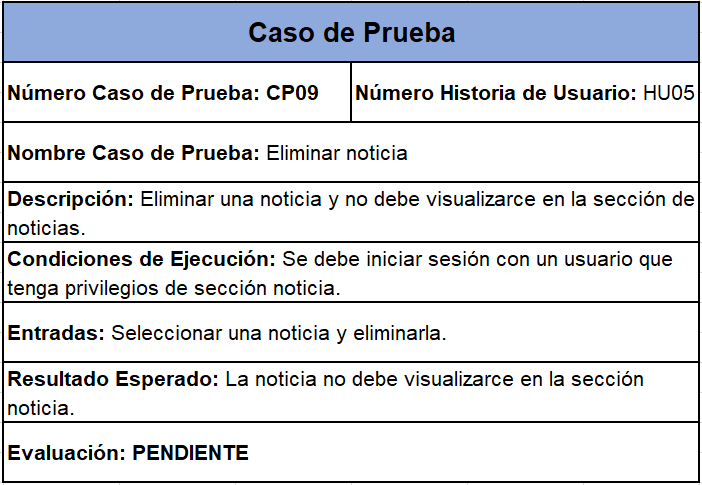 Caso de Prueba
Número Caso de Prueba: CP09
Número Historia de Usuario: HU05
Nombre Caso de Prueba: Eliminar noticia
Descripción: Eliminar una noticia y no debe visualizarce en la sección de
noticias.
Condiciones de Ejecución: Se debe iniciar sesión con un usuario que
tenga privilegios de sección noticia.
Entradas: Seleccionar una noticia y eliminarla.
Resultado Esperado: La noticia no debe visualizarce en la sección
noticia.
Evaluación: PENDIENTE